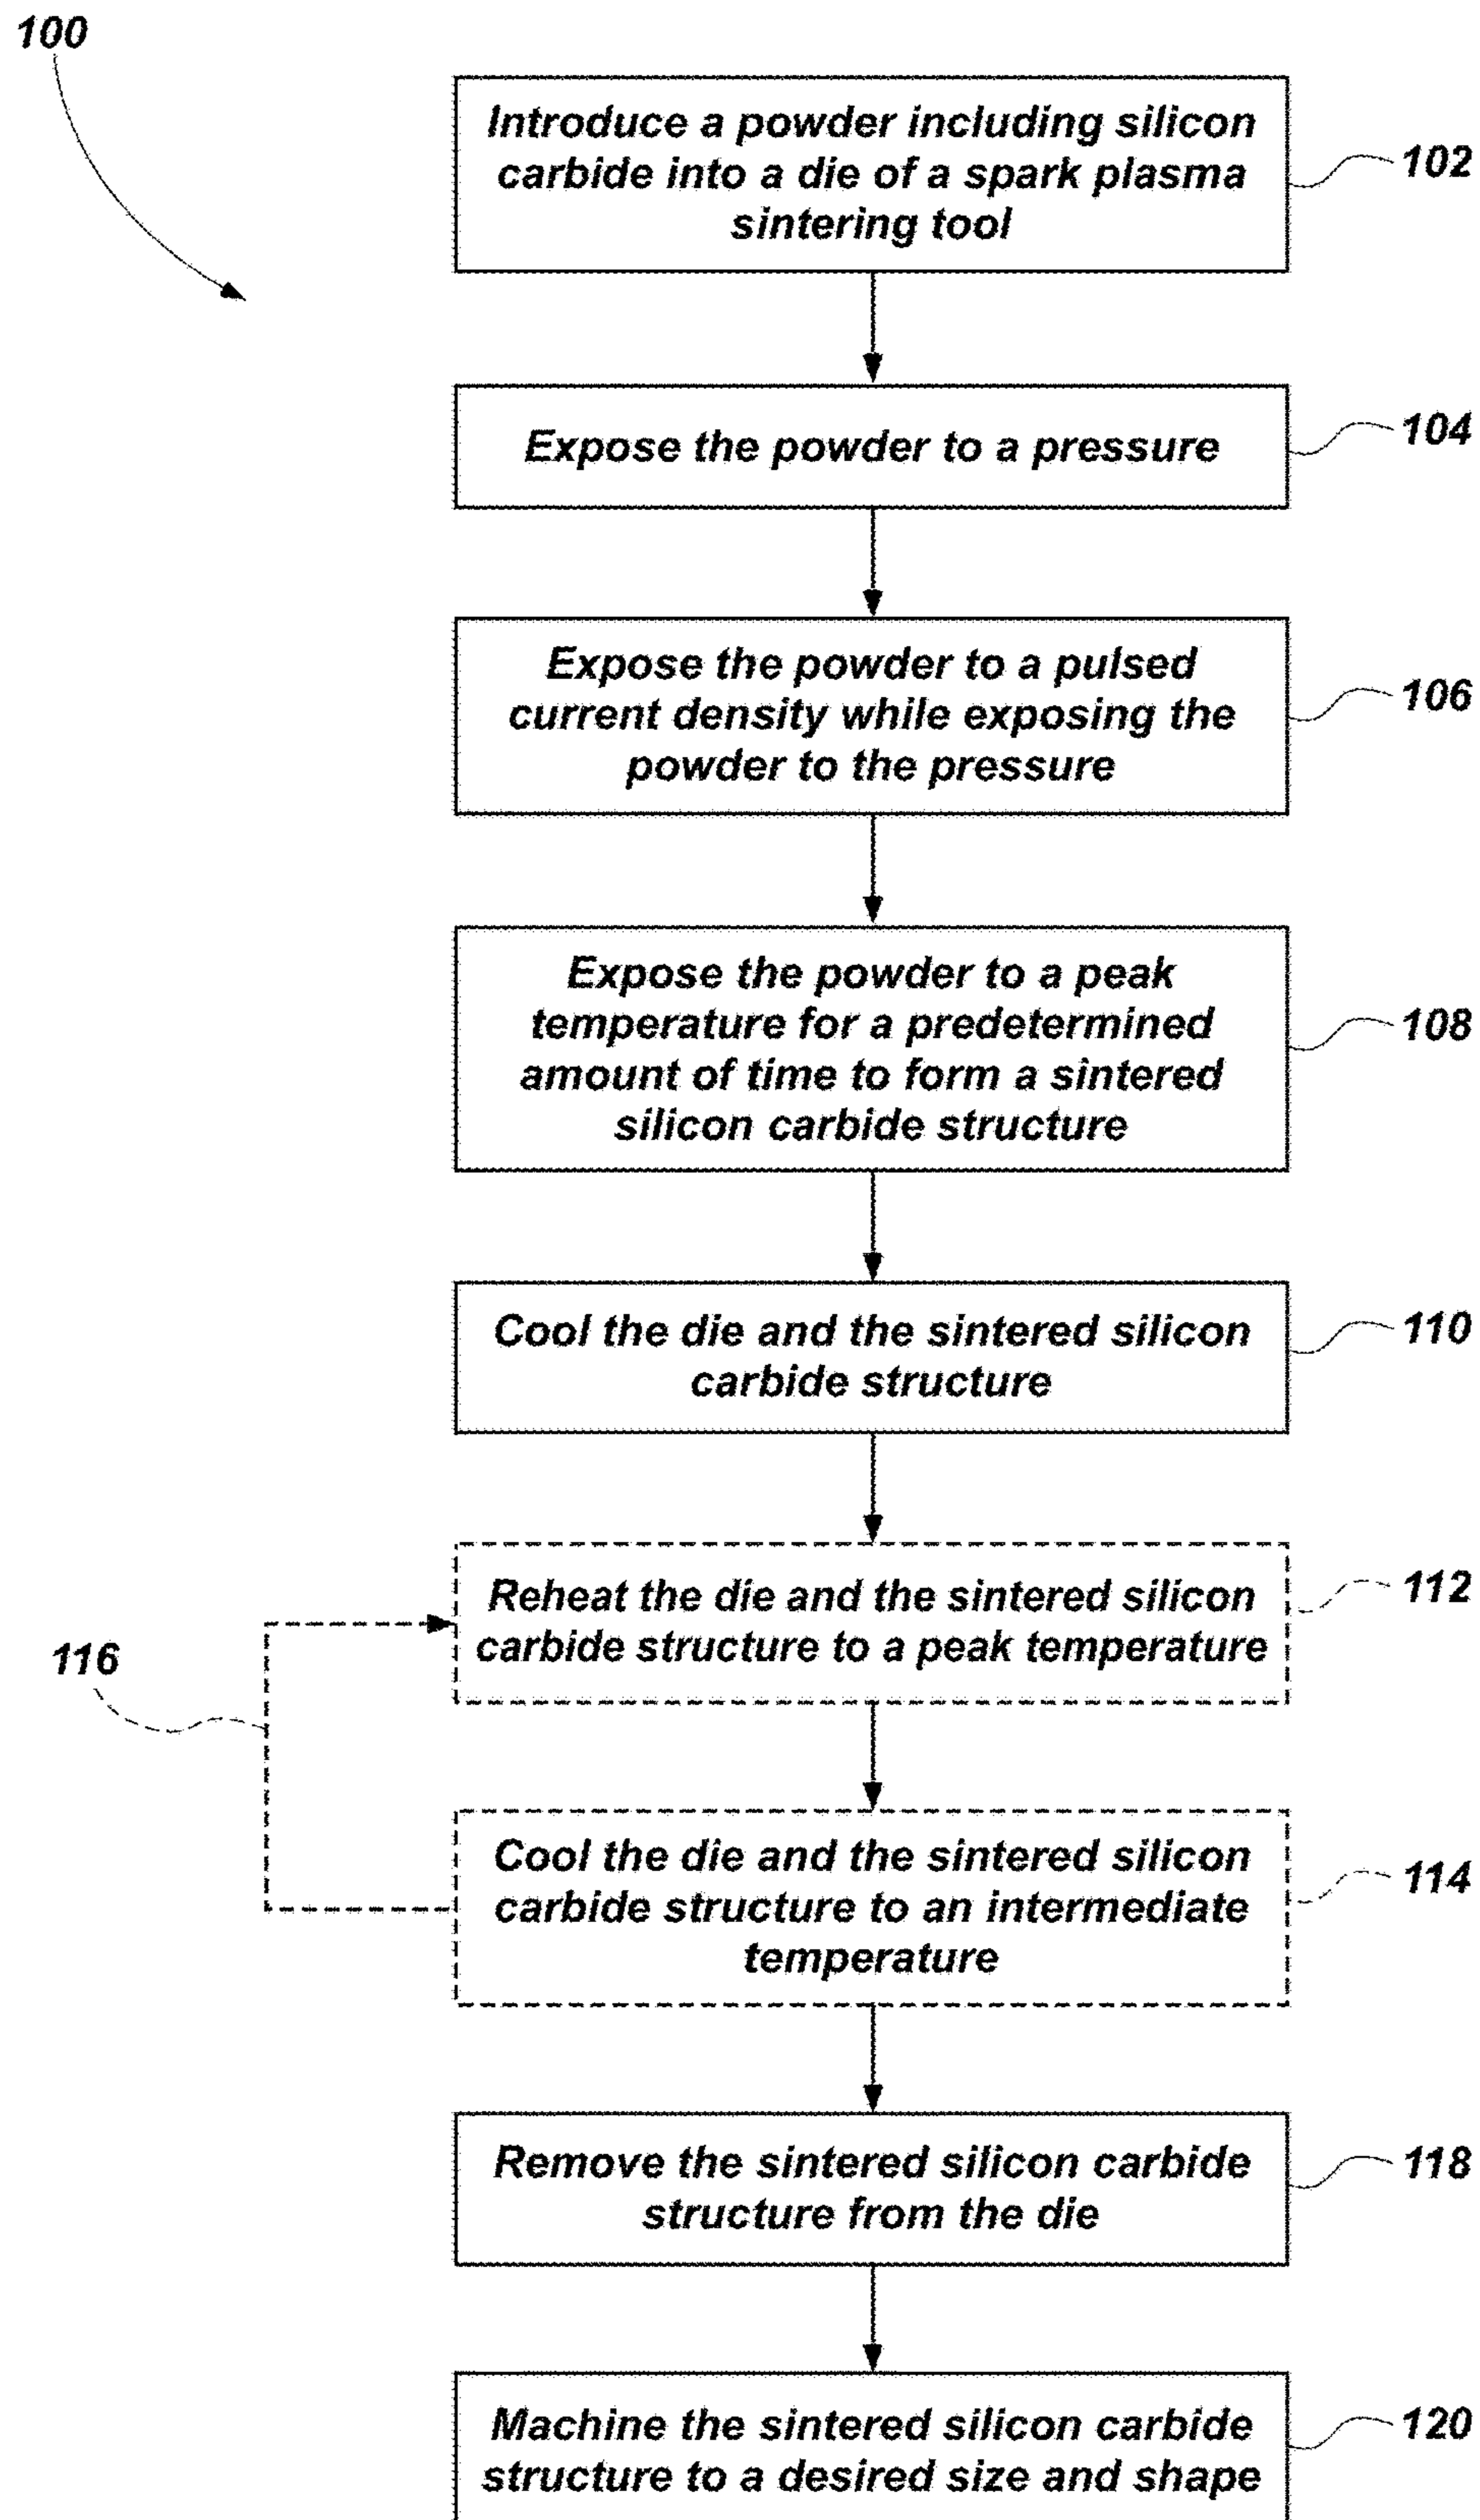 100
Introduce a powder including silicon
carbide into a die of a spark plasma
sintering tool
102
Expose the powder to a pressure
104
Expose the powder to a pulsed
current density while exposing the
powder to the pressure
106
Expose the powder to a peak
temperature for a predetermined
amount of time to form a sintered
silicon carbide structure
108
Cool the die and the sintered silicon
carbide structure
110
Reheat the die and the sintered silicon
carbide structure to a peak temperature
112
116
Cool the die and the sintered silicon
carbide structure to an intermediate
temperature
114
Remove the sintered silicon carbide
structure from the die
118
Machine the sintered silicon carbide
structure to a desired size and shape
120